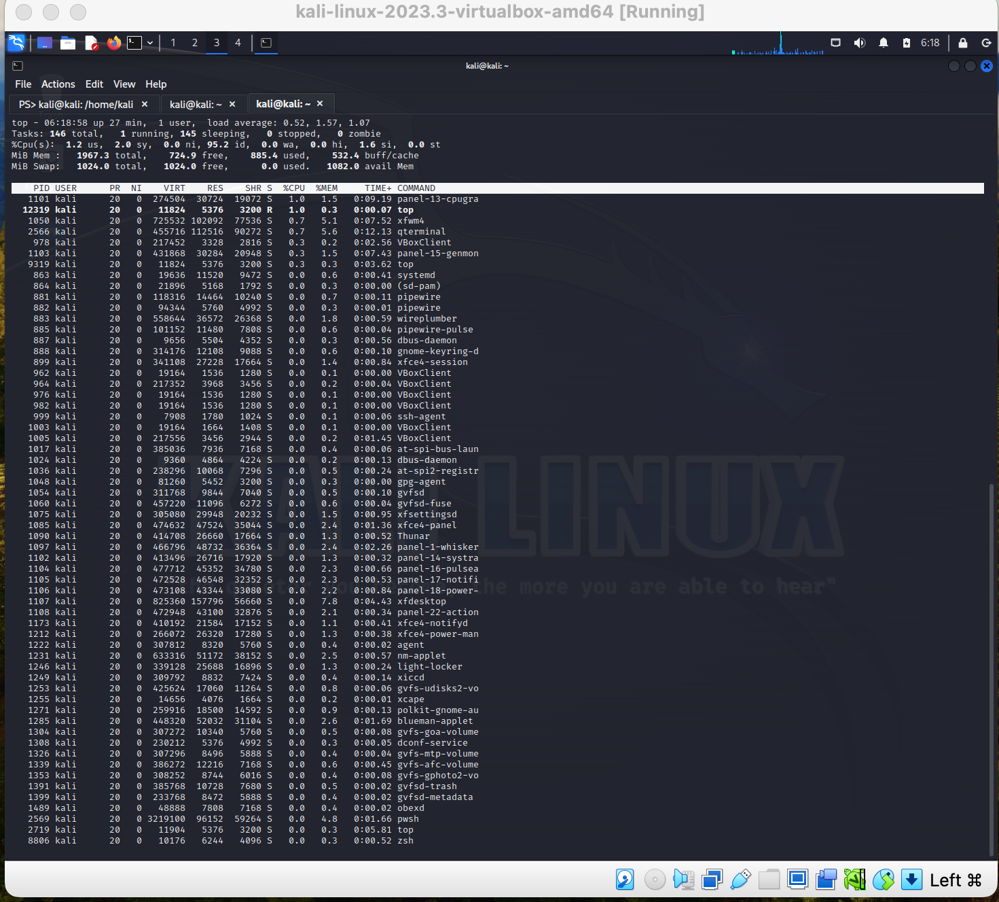 kali-linux-2023.3-virtualbox-amd64 [Running]
1 2 3 4 6:18
kali@kali: ~
File Actions Edit View Help
PS> kali@kali: /home/kali × kali@kali: ~ × kali@kali: ~ ×
top - 06:18:58 up 27 min, 1 user, load average: 0.52, 1.57, 1.07
Tasks: 146 total, 1 running, 145 sleeping, 0 stopped, 0 zombie
%Cpu(s): 1.2 us, 2.0 sy, 0.0 ni, 95.2 id, 0.0 wa, 0.0 hi, 1.6 si, 0.0 st
MiB Mem : 1967.3 total, 724.9 free, 885.4 used, 532.4 buff/cache
MiB Swap: 1024.0 total, 1024.0 free, 0.0 used. 1082.0 avail Mem
PID USER PR NI VIRT RES SHR S %CPU %MEM TIME+ COMMAND
1101 kali 20 0 274504 30724 19072 S 1.0 1.5 0:09.19 panel-13-cpugra
12319 kali 20 0 11824 5376 3200 R 1.0 0.3 0:00.07 top
1050 kali 20 0 725532 102092 77536 S 0.7 5.1 0:07.52 xfwm4
2566 kali 20 0 455716 112516 90272 S 0.7 5.6 0:12.13 qterminal
978 kali 20 0 217452 3328 2816 S 0.3 0.2 0:02.56 VBoxClient
1103 kali 20 0 431868 30284 20948 S 0.3 1.5 0:07.43 panel-15-genmon
9319 kali 20 0 11824 5376 3200 S 0.3 0.3 0:03.62 top
863 kali 20 0 19636 11520 9472 S 0.0 0.6 0:00.41 systemd
864 kali 20 0 21896 5168 1792 S 0.0 0.3 0:00.00 (sd-pam)
881 kali 20 0 118316 14464 10240 S 0.0 0.7 0:00.11 pipewire
882 kali 20 0 94344 5760 4992 S 0.0 0.3 0:00.01 pipewire
883 kali 20 0 558644 36572 26368 S 0.0 1.8 0:00.59 wireplumber
885 kali 20 0 101152 11480 7808 S 0.0 0.6 0:00.04 pipewire-pulse
887 kali 20 0 9656 5504 4352 S 0.0 0.3 0:00.56 dbus-daemon
888 kali 20 0 314176 12108 9088 S 0.0 0.6 0:00.10 gnome-keyring-d
899 kali 20 0 341108 27228 17664 S 0.0 1.4 0:00.84 xfce4-session
962 kali 20 0 19164 1536 1280 S 0.0 0.1 0:00.00 VBoxClient
964 kali 20 0 217352 3968 3456 S 0.0 0.2 0:00.04 VBoxClient
976 kali 20 0 19164 1536 1280 S 0.0 0.1 0:00.00 VBoxClient
982 kali 20 0 19164 1536 1280 S 0.0 0.1 0:00.00 VBoxClient
999 kali 20 0 7908 1780 1024 S 0.0 0.1 0:00.06 ssh-agent
1003 kali 20 0 19164 1664 1408 S 0.0 0.1 0:00.00 VBoxClient
1005 kali 20 0 217556 3456 2944 S 0.0 0.2 0:01.45 VBoxClient
1017 kali 20 0 385036 7936 7168 S 0.0 0.4 0:00.06 at-spi-bus-laun
1024 kali 20 0 9360 4864 4224 S 0.0 0.2 0:00.13 dbus-daemon
1036 kali 20 0 238296 10068 7296 S 0.0 0.5 0:00.24 at-spi2-registr
1048 kali 20 0 81260 5452 3200 S 0.0 0.3 0:00.00 gpg-agent
1054 kali 20 0 311768 9844 7040 S 0.0 0.5 0:00.10 gvfsd
1060 kali 20 0 457220 11096 6272 S 0.0 0.6 0:00.04 gvfsd-fuse
1075 kali 20 0 305080 29948 20232 S 0.0 1.5 0:00.95 xfsettingsd
1085 kali 20 0 474632 47524 35044 S 0.0 2.4 0:01.36 xfce4-panel
1090 kali 20 0 414708 26660 17664 S 0.0 1.3 0:00.52 Thunar
1097 kali 20 0 466796 48732 36364 S 0.0 2.4 0:02.26 panel-1-whisker
1102 kali 20 0 413496 26716 17920 S 0.0 1.3 0:00.32 panel-14-systra
1104 kali 20 0 477712 45352 34780 S 0.0 2.3 0:00.66 panel-16-pulsea
1105 kali 20 0 472528 46548 32352 S 0.0 2.3 0:00.53 panel-17-notifi
1106 kali 20 0 473108 43344 33080 S 0.0 2.2 0:00.84 panel-18-power-
1107 kali 20 0 825360 157796 56660 S 0.0 7.8 0:04.43 xfdesktop
1108 kali 20 0 472948 43100 32876 S 0.0 2.1 0:00.34 panel-22-action
1173 kali 20 0 410192 21584 17152 S 0.0 1.1 0:00.41 xfce4-notifyd
1212 kali 20 0 266072 26320 17280 S 0.0 1.3 0:00.38 xfce4-power-man
1222 kali 20 0 307812 8320 5760 S 0.0 0.4 0:00.02 agent
1231 kali 20 0 633316 51172 38152 S 0.0 2.5 0:00.57 nm-applet
1246 kali 20 0 339128 25688 16896 S 0.0 1.3 0:00.24 light-locker
1249 kali 20 0 309792 8832 7424 S 0.0 0.4 0:00.14 xiccd
1253 kali 20 0 425624 17060 11264 S 0.0 0.8 0:00.06 gvfs-udisks2-vo
1255 kali 20 0 14656 4076 1664 S 0.0 0.2 0:00.01 xcape
1271 kali 20 0 259916 18500 14592 S 0.0 0.9 0:00.13 polkit-gnome-au
1285 kali 20 0 448320 52032 31104 S 0.0 2.6 0:01.69 blueman-applet
1304 kali 20 0 307272 10340 5760 S 0.0 0.5 0:00.08 gvfs-goa-volume
1308 kali 20 0 230212 5376 4992 S 0.0 0.3 0:00.05 dconf-service
1326 kali 20 0 307296 8496 5888 S 0.0 0.4 0:00.04 gvfs-mtp-volume
1339 kali 20 0 386272 12216 7168 S 0.0 0.6 0:00.45 gvfs-afc-volume
1353 kali 20 0 308252 8744 6016 S 0.0 0.4 0:00.08 gvfs-gphoto2-vo
1391 kali 20 0 385768 10728 7680 S 0.0 0.5 0:00.02 gvfsd-trash
1399 kali 20 0 233768 8472 5888 S 0.0 0.4 0:00.02 gvfsd-metadata
1489 kali 20 0 48888 7808 7168 S 0.0 0.4 0:00.02 obexd
2569 kali 20 0 3219100 96152 59264 S 0.0 4.8 0:01.66 pwsh
2719 kali 20 0 11904 5376 3200 S 0.0 0.3 0:05.81 top
8806 kali 20 0 10176 6244 4096 S 0.0 0.3 0:00.52 zsh
KALI LINUX
the more you are able to hear"
Left ⌘